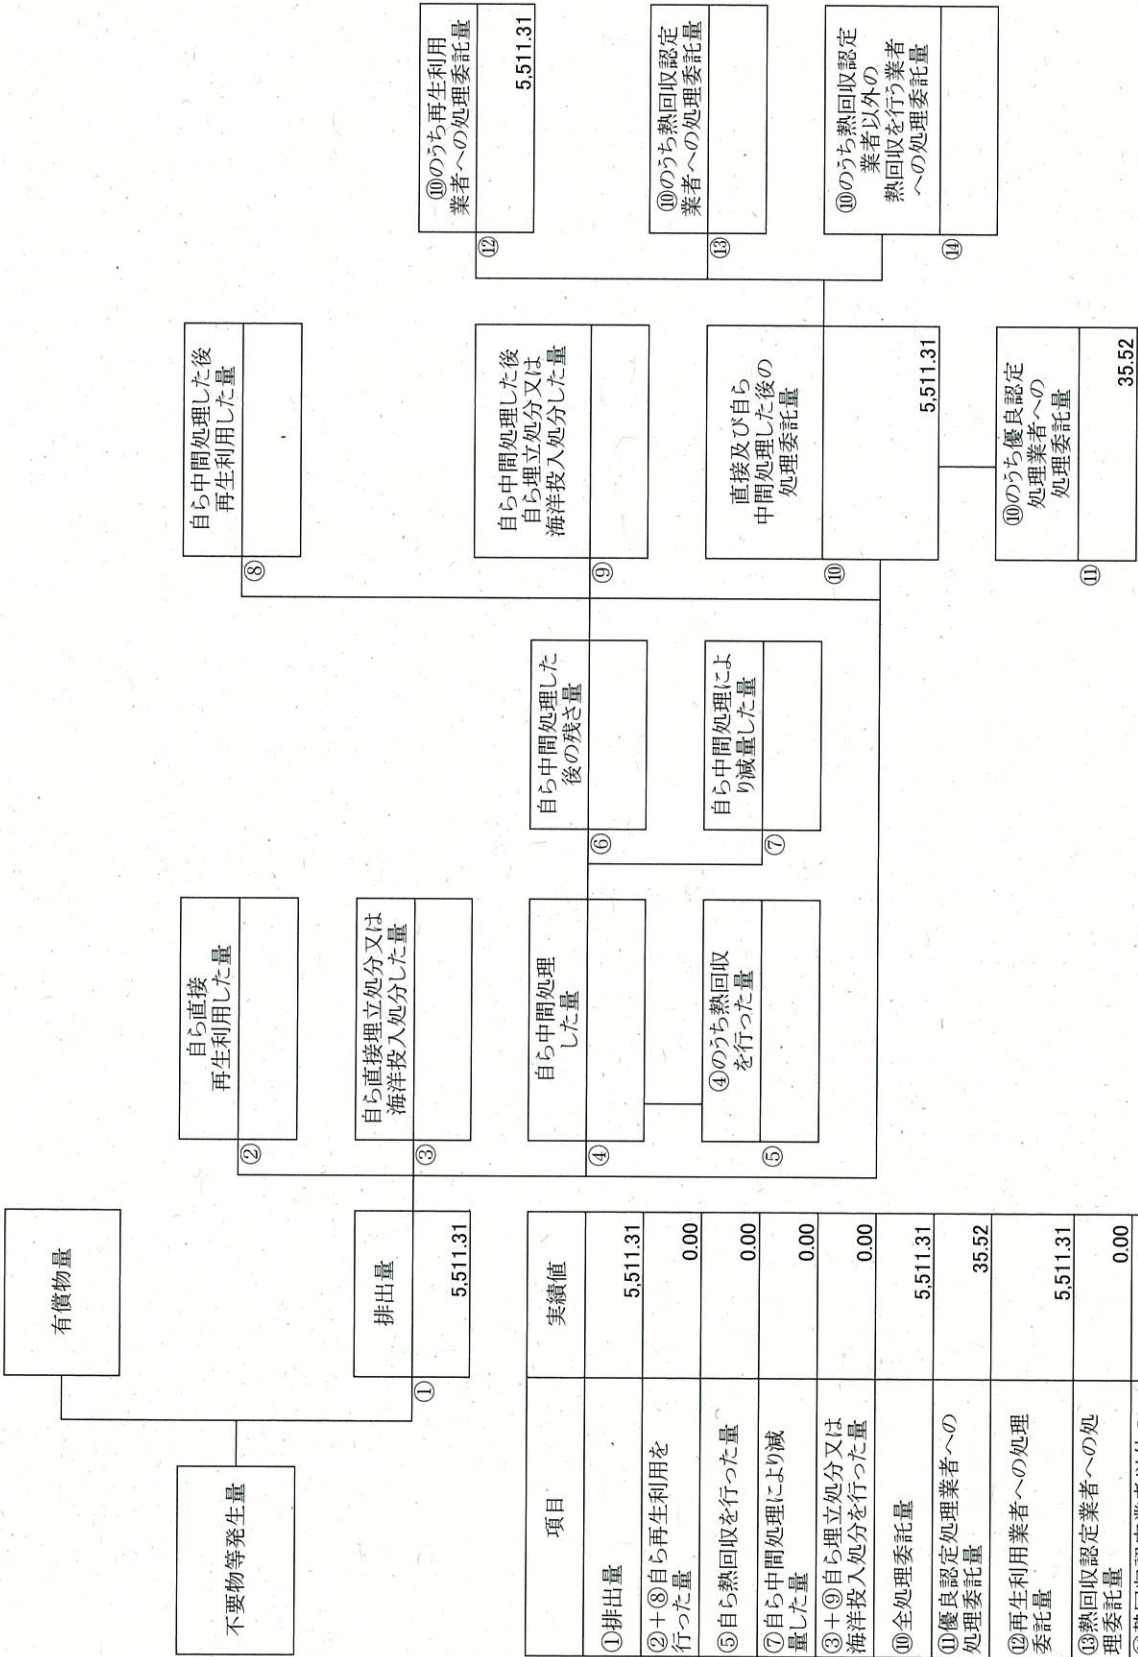 有償物量
不要物等発生量
排出量
①
5,511.31
自ら直接
再生利用した量
②
自ら直接埋立処分又は
海洋投入処分した量
③
自ら中間処理
した量
④
④のうち熱回収
を行った量
⑤
自ら中間処理した
後の残さ量
⑥
自ら中間処理によ
り減量した量
⑦
自ら中間処理した後
再生利用した量
⑧
自ら中間処理した後
自ら埋立処分又は
海洋投入処分した量
⑨
直接及び自ら
中間処理した後の
処理委託量
⑩
5,511.31
⑩のうち優良認定
処理業者への
処理委託量
⑪
35.52
⑩のうち再生利用
業者への処理委託量
⑫
5,511.31
⑩のうち熱回収認定
業者への処理委託量
⑬
⑩のうち熱回収認定
業者以外の
熱回収を行う業者
への処理委託量
⑭
項目 実績値
①排出量 5,511.31
②+⑧自ら再生利用を
行った量 0.00
⑤自ら熱回収を行った量 0.00
⑦自ら中間処理により減
量した量 0.00
③+⑨自ら埋立処分又は
海洋投入処分を行った量 0.00
⑩全処理委託量 5,511.31
⑪優良認定処理業者への
処理委託量 35.52
⑫再生利用業者への処理
委託量 5,511.31
⑬熱回収認定業者への処
理委託量 0.00